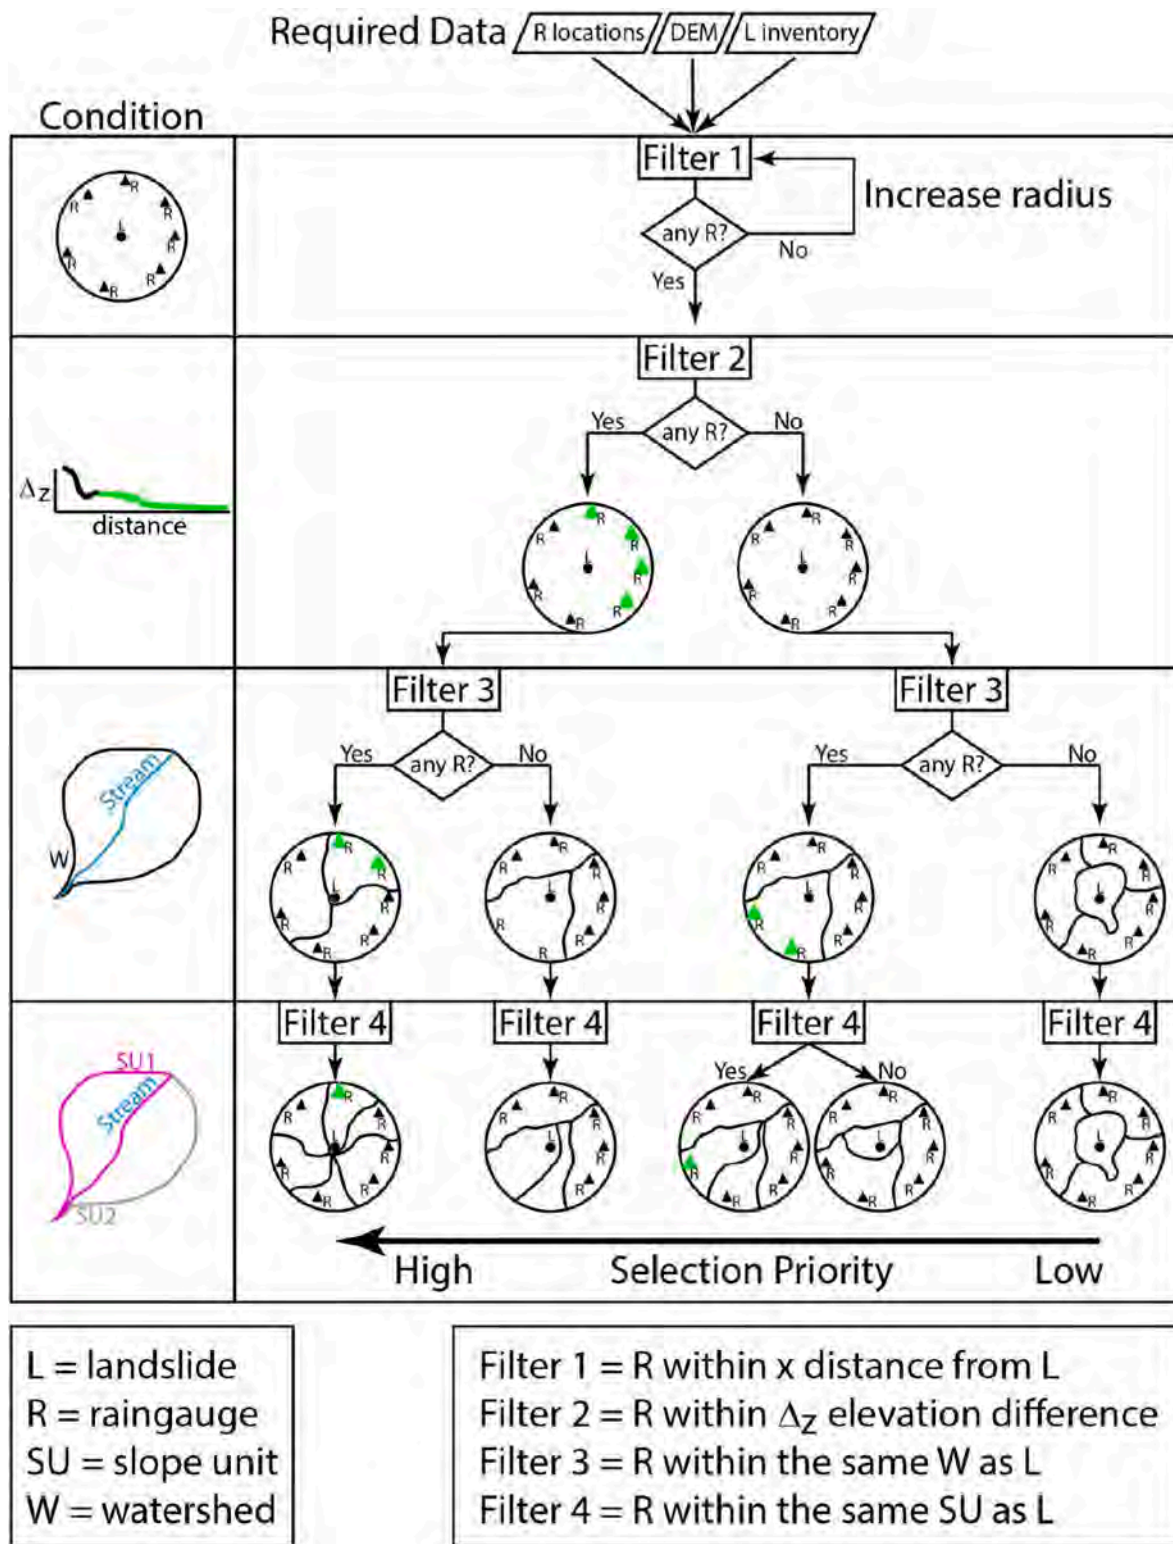 Required Data R locations DEM L inventory
Condition
Filter 1
Increase radius
any R?
No
Yes
R
R
R
R
R
R
R
L
Filter 2
Yes any R? No
Δz
distance
R R R R R R R L
R R R R R R R L
Filter 3 Filter 3
Yes any R? No Yes any R? No
Stream
W
R R R R R R R L
R R R R R L
R R R R R R R L
R R R R R R R L
Filter 4 Filter 4 Filter 4 Filter 4
SU1
Stream
SU2
Yes No
R R R R R R R L
R R R R R L
R R R R R R R L
R R R R R R R L
R R R R R R R L
High Selection Priority Low
L = landslide
R = raingauge
SU = slope unit
W = watershed
Filter 1 = R within x distance from L
Filter 2 = R within Δz elevation difference
Filter 3 = R within the same W as L
Filter 4 = R within the same SU as L